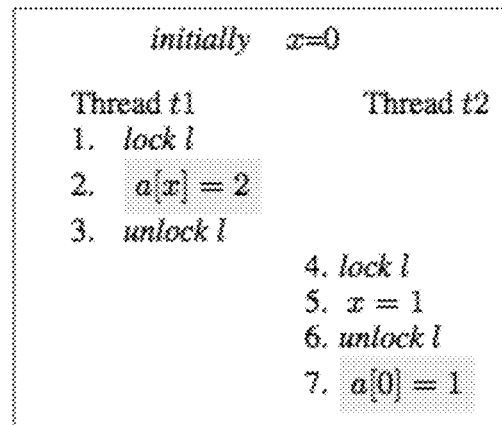 initially x=0
Thread t1 Thread t2
1. lock l
2. a[x] = 2
3. unlock l
4. lock l
5. x = 1
6. unlock l
7. a[0] = 1